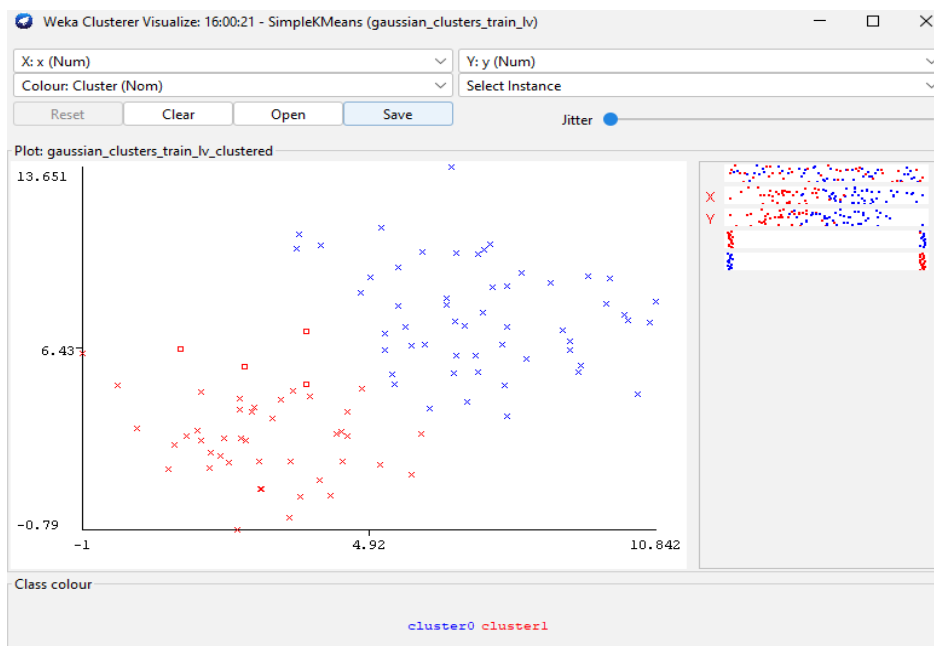 Weka Clusterer Visualize: 16:00:21 - SimpleKMeans (gaussian_clusters_train_lv)
X: x (Num) Y: y (Num)
Colour: Cluster (Nom) Select Instance
Reset Clear Open Save Jitter
Plot: gaussian_clusters_train_lv_clustered
13.651
X
Y
6.43
-0.79
-1 4.92 10.842
Class colour
cluster0 cluster1